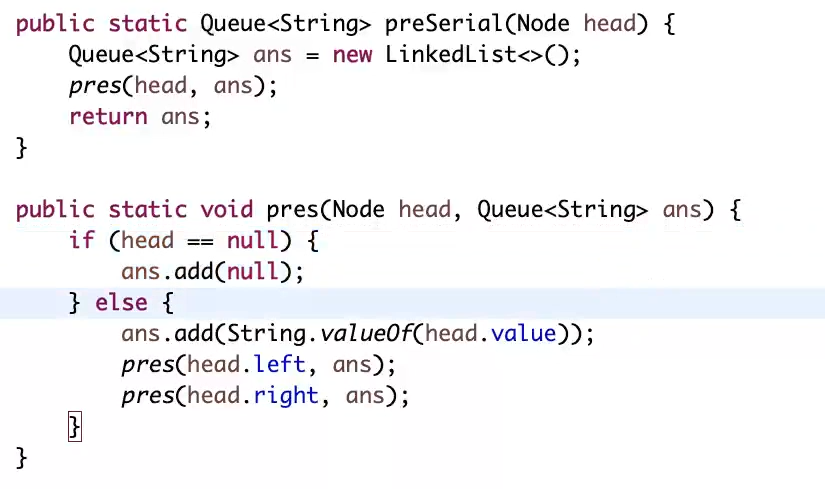 public static Queue<String> preSerial(Node head) {
    Queue<String> ans = new LinkedList<>();
    pres(head, ans);
    return ans;
}

public static void pres(Node head, Queue<String> ans) {
    if (head == null) {
        ans.add(null);
    } else {
        ans.add(String.valueOf(head.value));
        pres(head.left, ans);
        pres(head.right, ans);
    }
}